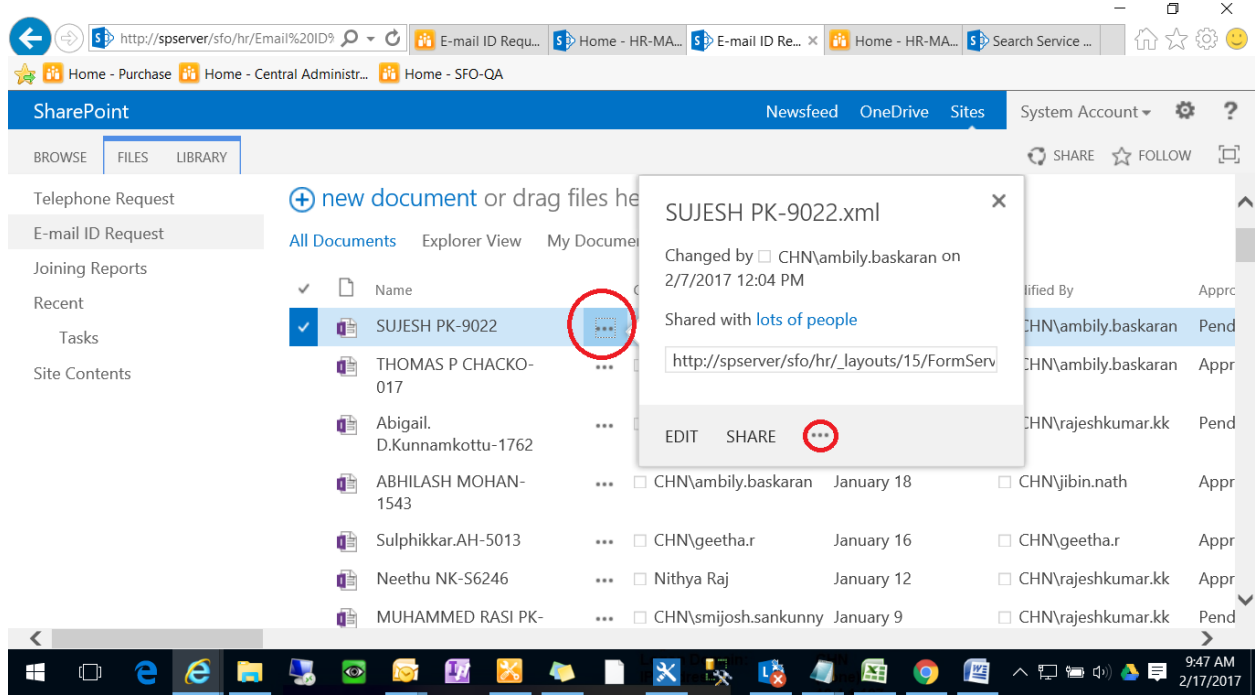 http://spserver/sfo/hr/Email%20ID9
E-mail ID Requ...
Home - HR-MA...
E-mail ID Re...
Home - HR-MA...
Search Service ...
Home - Purchase
Home - Central Administr...
Home - SFO-QA
SharePoint
Newsfeed
OneDrive
Sites
System Account
?
BROWSE
FILES
LIBRARY
SHARE
FOLLOW
Telephone Request
E-mail ID Request
Joining Reports
Recent
Tasks
Site Contents
new document or drag files he
All Documents
Explorer View
My Documen
Name
lified By
Appro
SUJESH PK-9022
...
CHN\ambily.baskaran
Pend
THOMAS P CHACKO-
017
...
CHN\ambily.baskaran
Appr
Abigail.
D.Kunnamkottu-1762
...
CHN\rajeshkumar.kk
Pend
ABHILASH MOHAN-
1543
...
CHN\ambily.baskaran
January 18
CHN\jibin.nath
Appr
Sulphikkar.AH-5013
...
CHN\geetha.r
January 16
CHN\geetha.r
Appr
Neethu NK-S6246
...
Nithya Raj
January 12
CHN\rajeshkumar.kk
Appr
MUHAMMED RASI PK-
...
CHN\smijosh.sankunny
January 9
CHN\rajeshkumar.kk
Pend
SUJESH PK-9022.xml
Changed by CHN\ambily.baskaran on
2/7/2017 12:04 PM
Shared with lots of people
http://spserver/sfo/hr/_layouts/15/FormServ
EDIT
SHARE
...
9:47 AM
2/17/2017